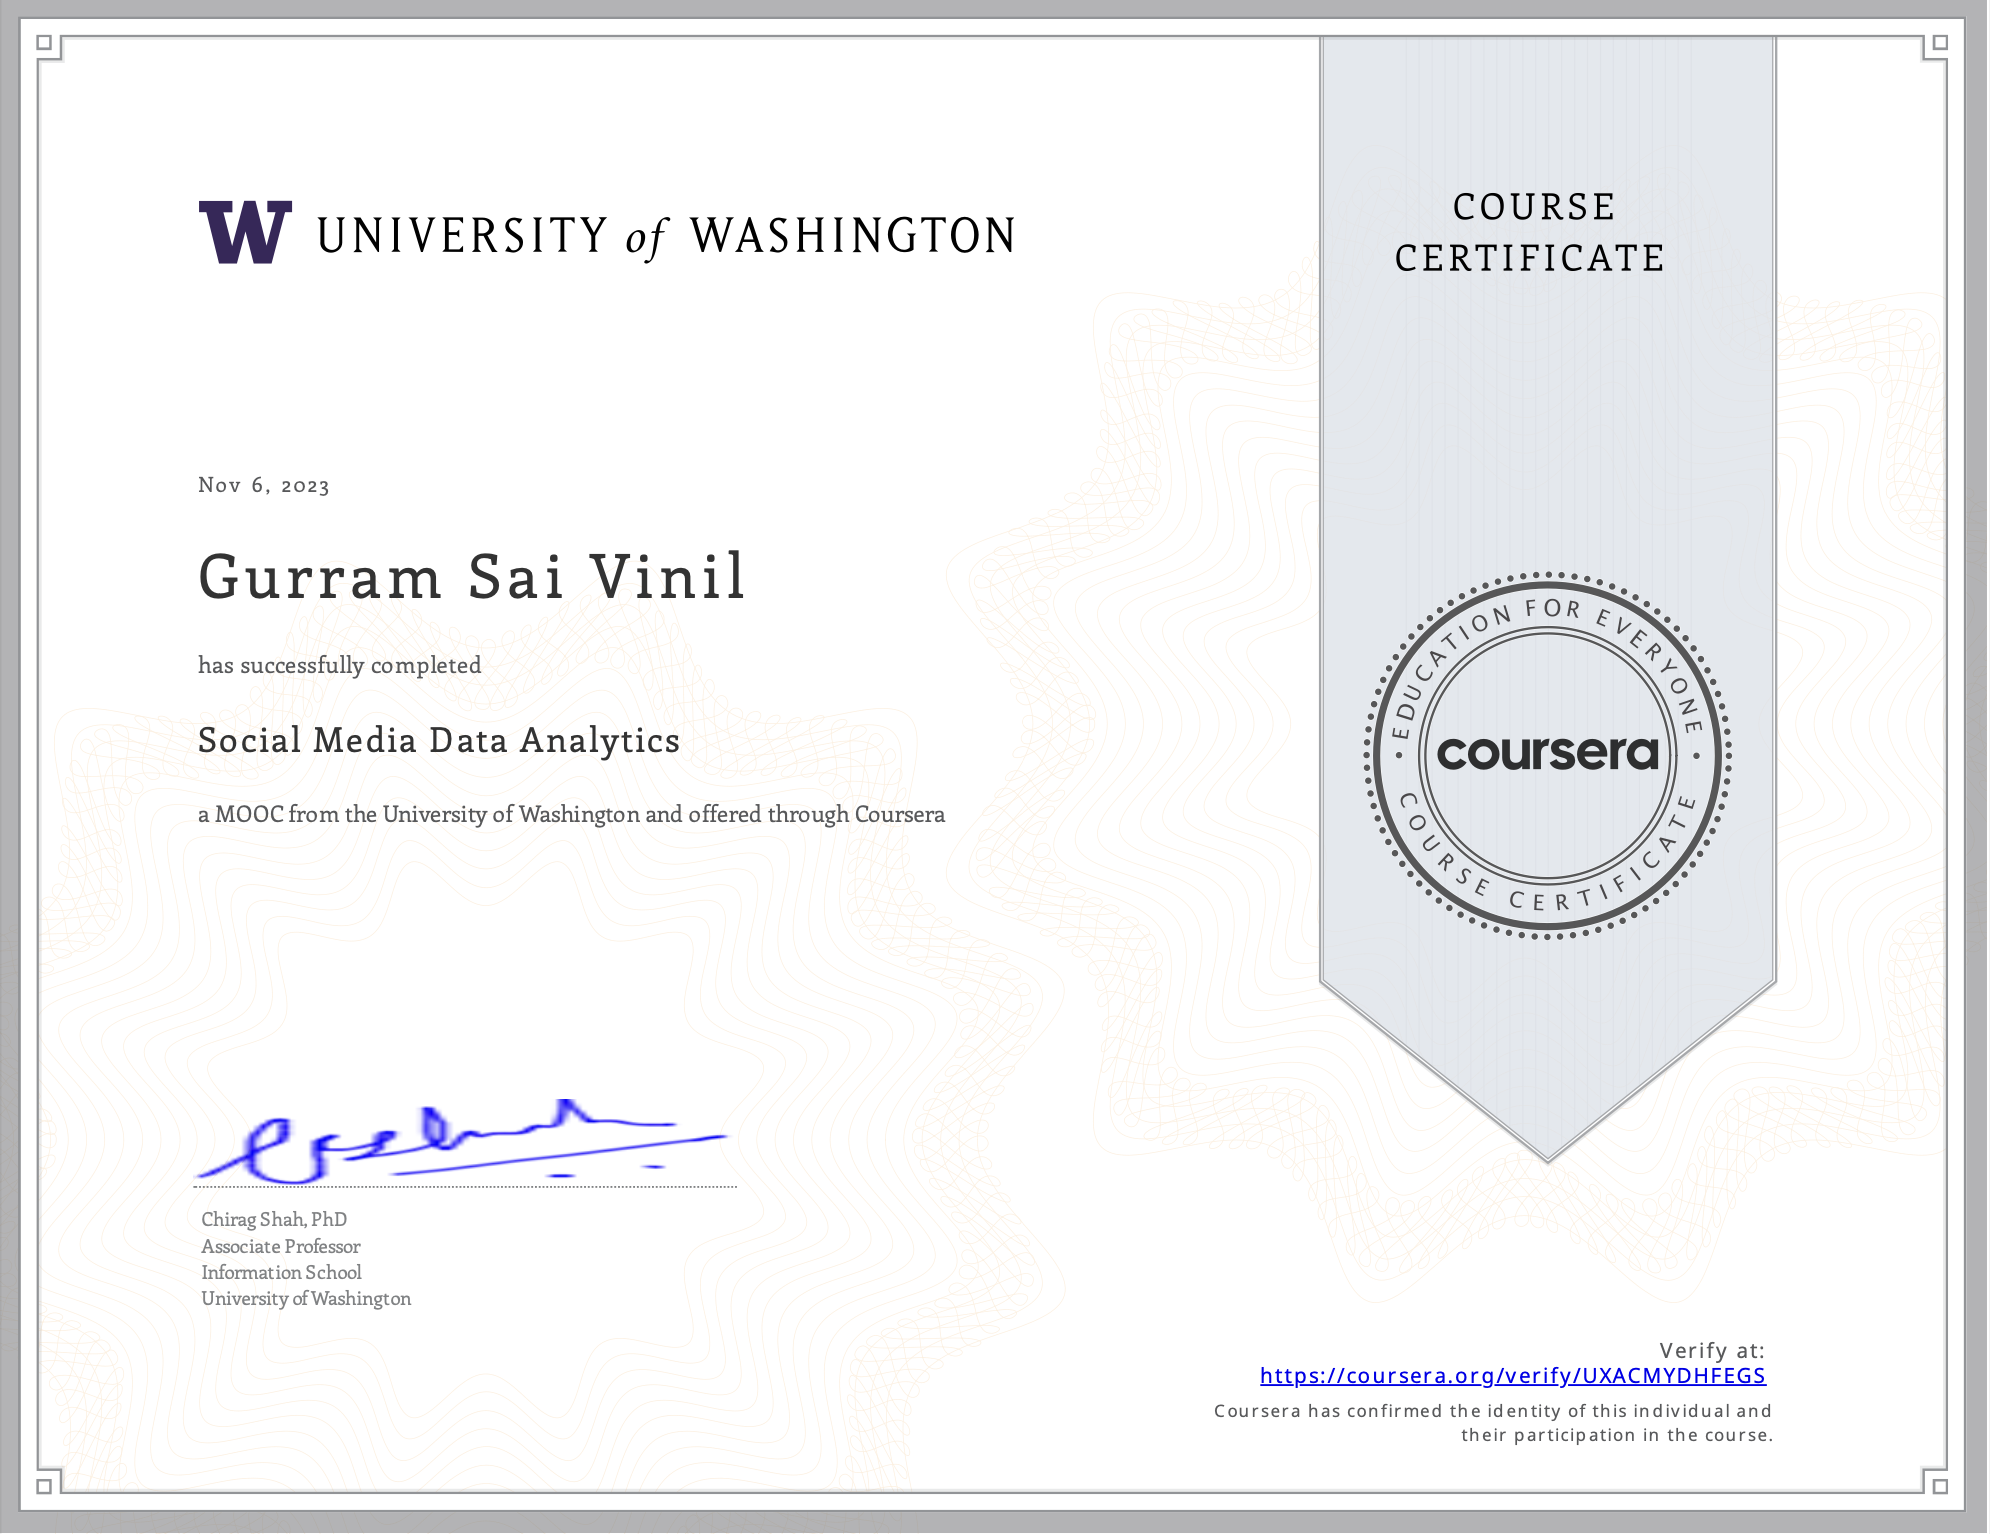 W UNIVERSITY of WASHINGTON
COURSE
CERTIFICATE
Nov 6, 2023
Gurram Sai Vinil
has successfully completed
Social Media Data Analytics
a MOOC from the University of Washington and offered through Coursera
EDUCATION FOR EVERYONE
coursera
COURSE CERTIFICATE
Chirag Shah, PhD
Associate Professor
Information School
University of Washington
Verify at:
https://coursera.org/verify/UXACMYDHFEGS
Coursera has confirmed the identity of this individual and
their participation in the course.